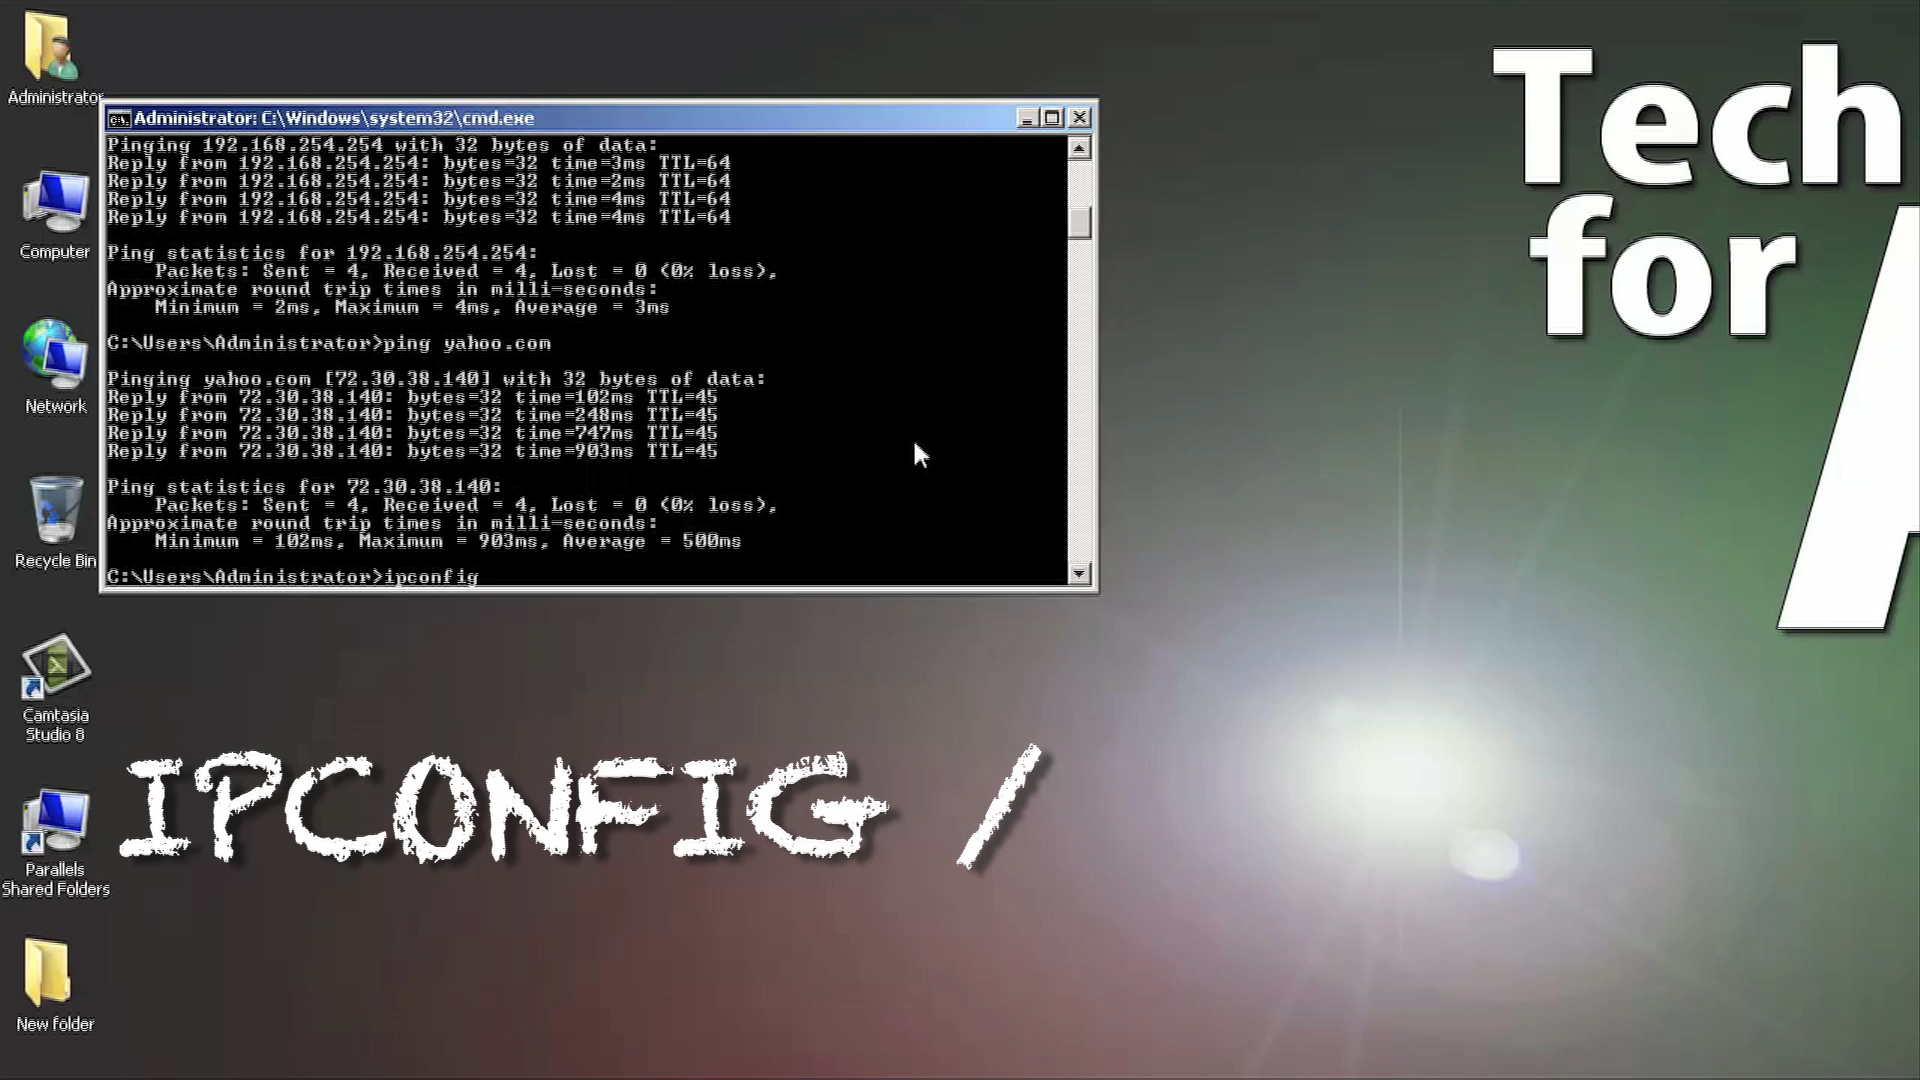 Administrator
Computer
Network
Recycle Bin
Camtasia
Studio 8
Parallels
Shared Folders
New folder
Administrator: C:\Windows\system32\cmd.exe
Pinging 192.168.254.254 with 32 bytes of data:
Reply from 192.168.254.254: bytes=32 time=3ms TTL=64
Reply from 192.168.254.254: bytes=32 time=2ms TTL=64
Reply from 192.168.254.254: bytes=32 time=4ms TTL=64
Reply from 192.168.254.254: bytes=32 time=4ms TTL=64
Ping statistics for 192.168.254.254:
Packets: Sent = 4, Received = 4, Lost = 0 (0% loss),
Approximate round trip times in milli-seconds:
Minimum = 2ms, Maximum = 4ms, Average = 3ms
C:\Users\Administrator>ping yahoo.com
Pinging yahoo.com [72.30.38.140] with 32 bytes of data:
Reply from 72.30.38.140: bytes=32 time=102ms TTL=45
Reply from 72.30.38.140: bytes=32 time=248ms TTL=45
Reply from 72.30.38.140: bytes=32 time=747ms TTL=45
Reply from 72.30.38.140: bytes=32 time=903ms TTL=45
Ping statistics for 72.30.38.140:
Packets: Sent = 4, Received = 4, Lost = 0 (0% loss),
Approximate round trip times in milli-seconds:
Minimum = 102ms, Maximum = 903ms, Average = 500ms
C:\Users\Administrator>ipconfig
Tech
for
IPCONFIG /